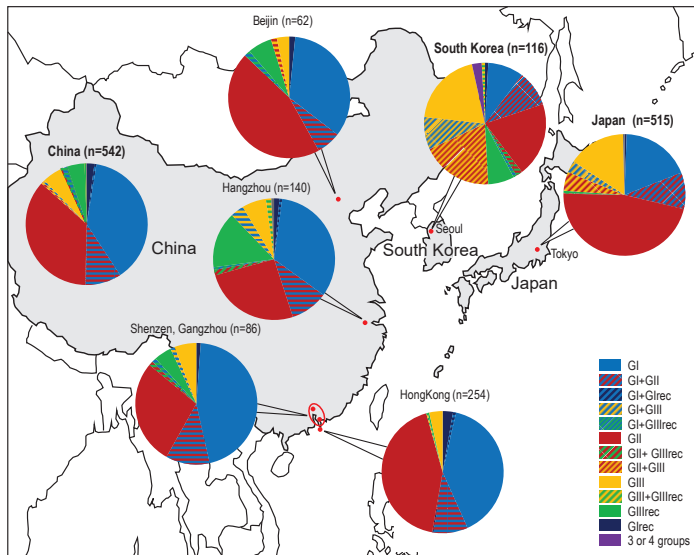 Beijin (n=62)
South Korea (n=116)
Japan (n=515)
China (n=542)
Hangzhou (n=140)
Seoul
China
South Korea
Tokyo
Japan
Shenzen, Gangzhou (n=86)
HongKong (n=254)
GI
GI+GII
GI+GIrec
GI+GIII
GI+GIIIrec
GII
GII+ GIIIrec
GII+GIII
GIII
GIII+GIIIrec
GIIIrec
GIrec
3 or 4 groups